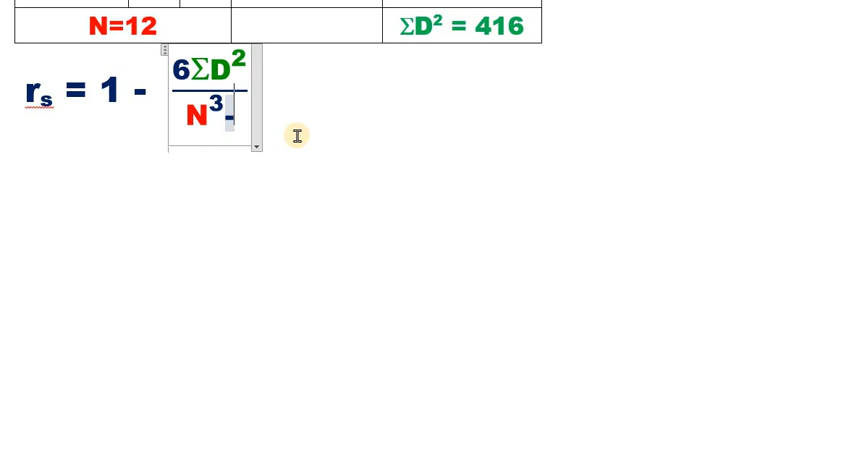 N=12 ΣD² = 416
rₛ = 1 - 6ΣD²
N³-